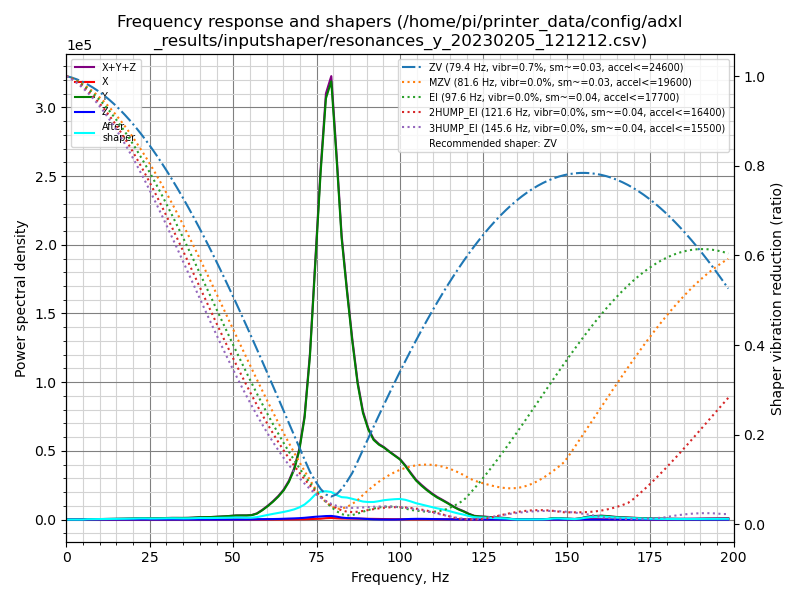 Frequency response and shapers (/home/pi/printer_data/config/adxl
_results/inputshaper/resonances_y_20230205_121212.csv)
1e5
X+Y+Z
X
Y
Z
After
shaper
ZV (79.4 Hz, vibr=0.7%, sm~=0.03, accel<=24600)
MZV (81.6 Hz, vibr=0.0%, sm~=0.03, accel<=19600)
EI (97.6 Hz, vibr=0.0%, sm~=0.04, accel<=17700)
2HUMP_EI (121.6 Hz, vibr=0.0%, sm~=0.04, accel<=16400)
3HUMP_EI (145.6 Hz, vibr=0.0%, sm~=0.04, accel<=15500)
Recommended shaper: ZV
3.0
2.5
2.0
1.5
1.0
0.5
0.0
Power spectral density
1.0
0.8
0.6
0.4
0.2
0.0
Shaper vibration reduction (ratio)
0 25 50 75 100 125 150 175 200
Frequency, Hz